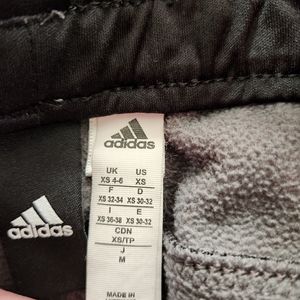 adidas
UK US
XS 4-6 XS
F D
XS 32-34 XS 30-32
I E
XS 36-38 XS 30-32
CDN
XS/TP
J
M
MADE IN
adidas